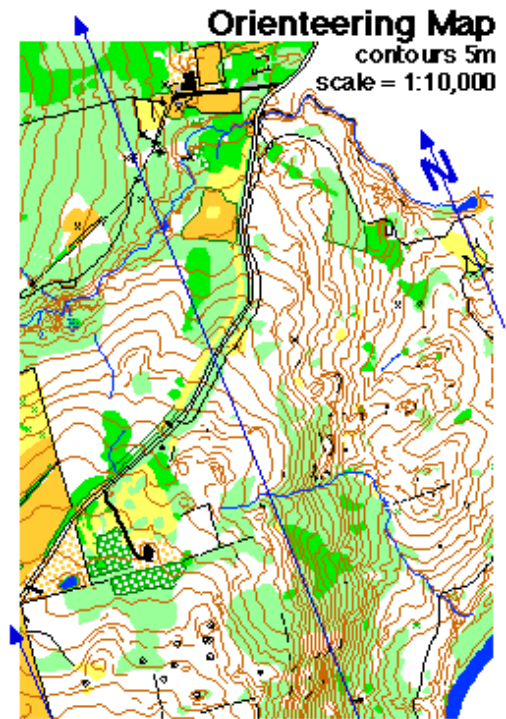 Orienteering Map
contours 5m
scale = 1:10,000
N